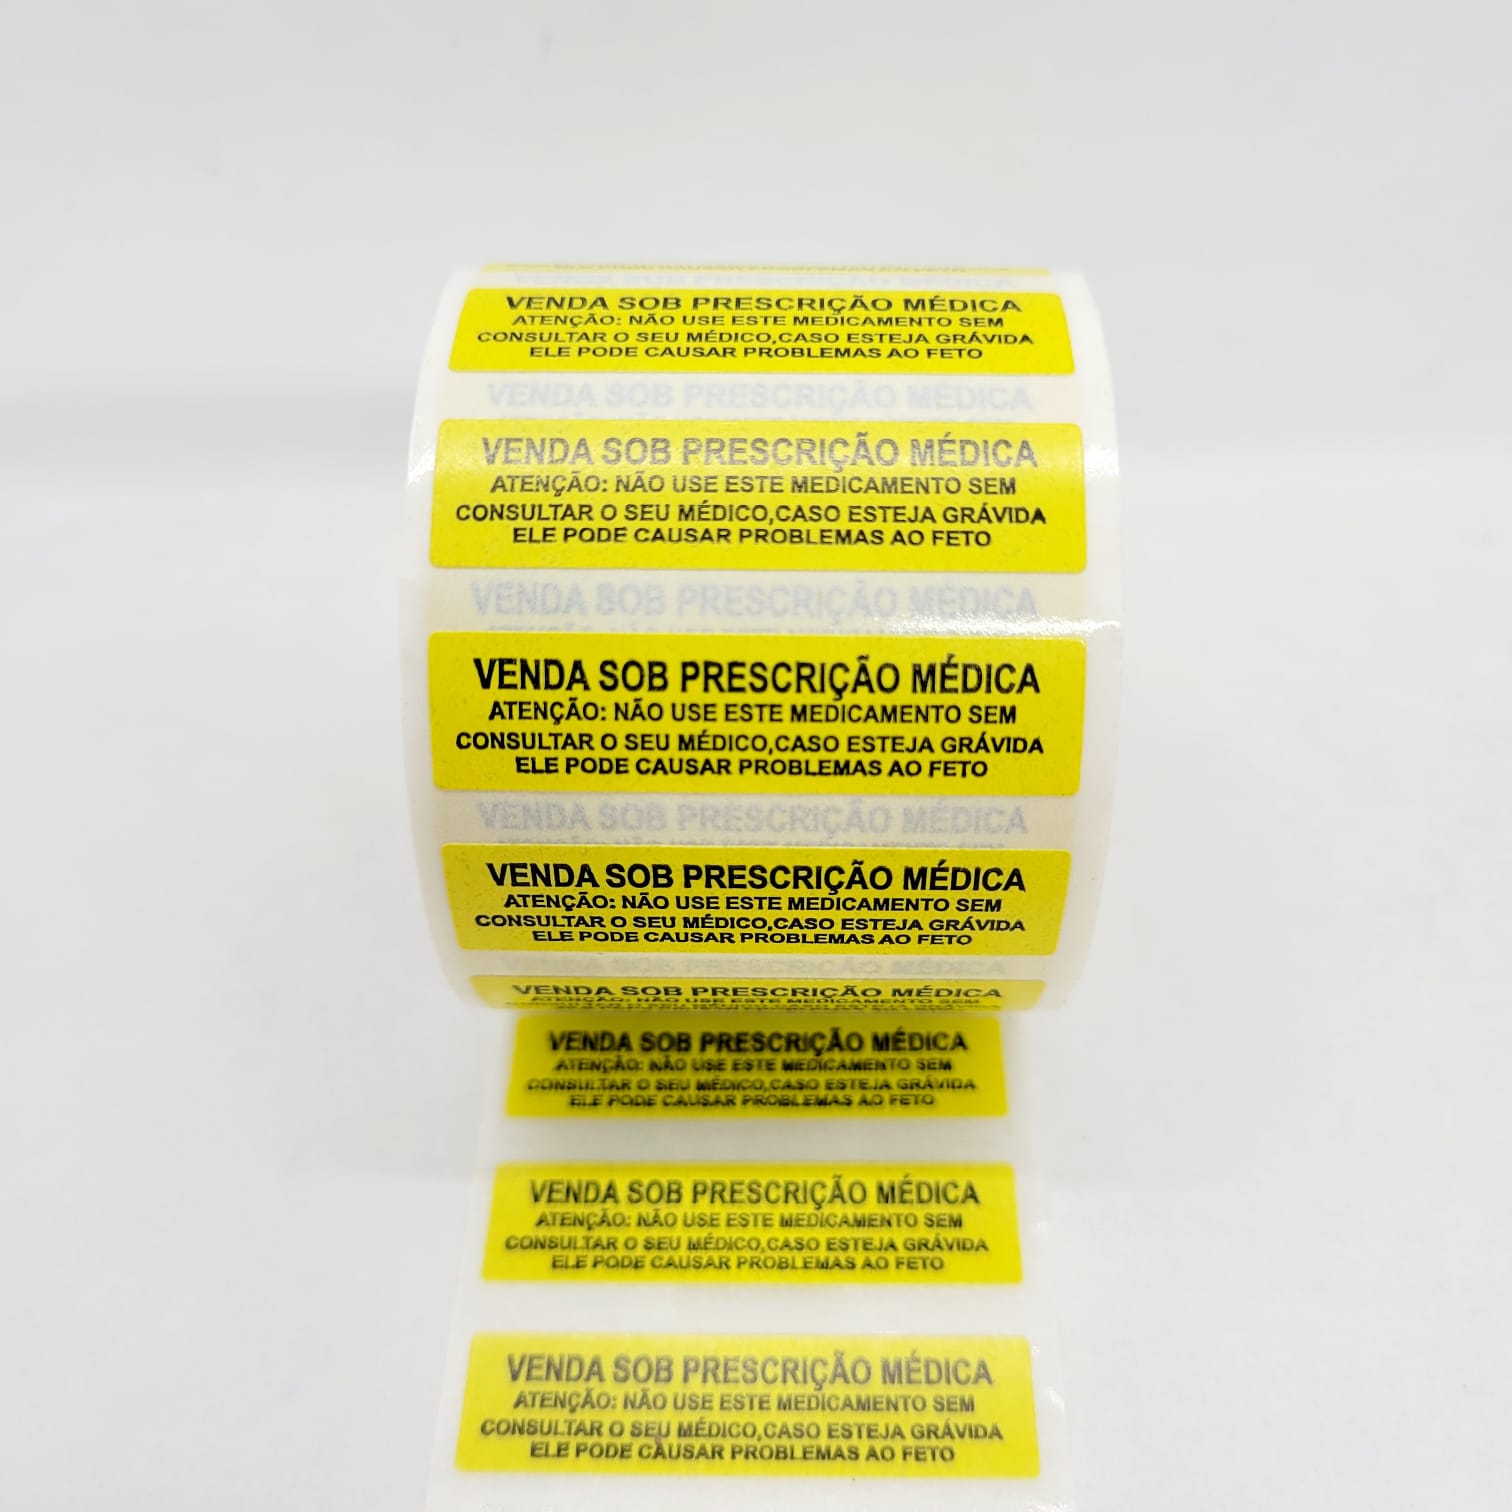 VENDA SOB PRESCRIÇÃO MÉDICA
ATENÇÃO: NÃO USE ESTE MEDICAMENTO SEM
CONSULTAR O SEU MÉDICO,CASO ESTEJA GRÁVIDA
ELE PODE CAUSAR PROBLEMAS AO FETO
VENDA SOB PRESCRIÇÃO MÉDICA
VENDA SOB PRESCRIÇÃO MÉDICA
ATENÇÃO: NÃO USE ESTE MEDICAMENTO SEM
CONSULTAR O SEU MÉDICO,CASO ESTEJA GRÁVIDA
ELE PODE CAUSAR PROBLEMAS AO FETO
VENDA SOB PRESCRIÇÃO MÉDICA
VENDA SOB PRESCRIÇÃO MÉDICA
ATENÇÃO: NÃO USE ESTE MEDICAMENTO SEM
CONSULTAR O SEU MÉDICO,CASO ESTEJA GRÁVIDA
ELE PODE CAUSAR PROBLEMAS AO FETO
VENDA SOB PRESCRIÇÃO MÉDICA
VENDA SOB PRESCRIÇÃO MÉDICA
ATENÇÃO: NÃO USE ESTE MEDICAMENTO SEM
CONSULTAR O SEU MÉDICO,CASO ESTEJA GRÁVIDA
ELE PODE CAUSAR PROBLEMAS AO FETO
VENDA SOB PRESCRIÇÃO MÉDICA
VENDA SOB PRESCRIÇÃO MÉDICA
ATENÇÃO: NÃO USE ESTE MEDICAMENTO SEM
VENDA SOB PRESCRIÇÃO MÉDICA
ATENÇÃO: NÃO USE ESTE MEDICAMENTO SEM
CONSULTAR O SEU MÉDICO,CASO ESTEJA GRÁVIDA
ELE PODE CAUSAR PROBLEMAS AO FETO
VENDA SOB PRESCRIÇÃO MÉDICA
ATENÇÃO: NÃO USE ESTE MEDICAMENTO SEM
CONSULTAR O SEU MÉDICO,CASO ESTEJA GRÁVIDA
ELE PODE CAUSAR PROBLEMAS AO FETO
VENDA SOB PRESCRIÇÃO MÉDICA
ATENÇÃO: NÃO USE ESTE MEDICAMENTO SEM
CONSULTAR O SEU MÉDICO,CASO ESTEJA GRÁVIDA
ELE PODE CAUSAR PROBLEMAS AO FETO